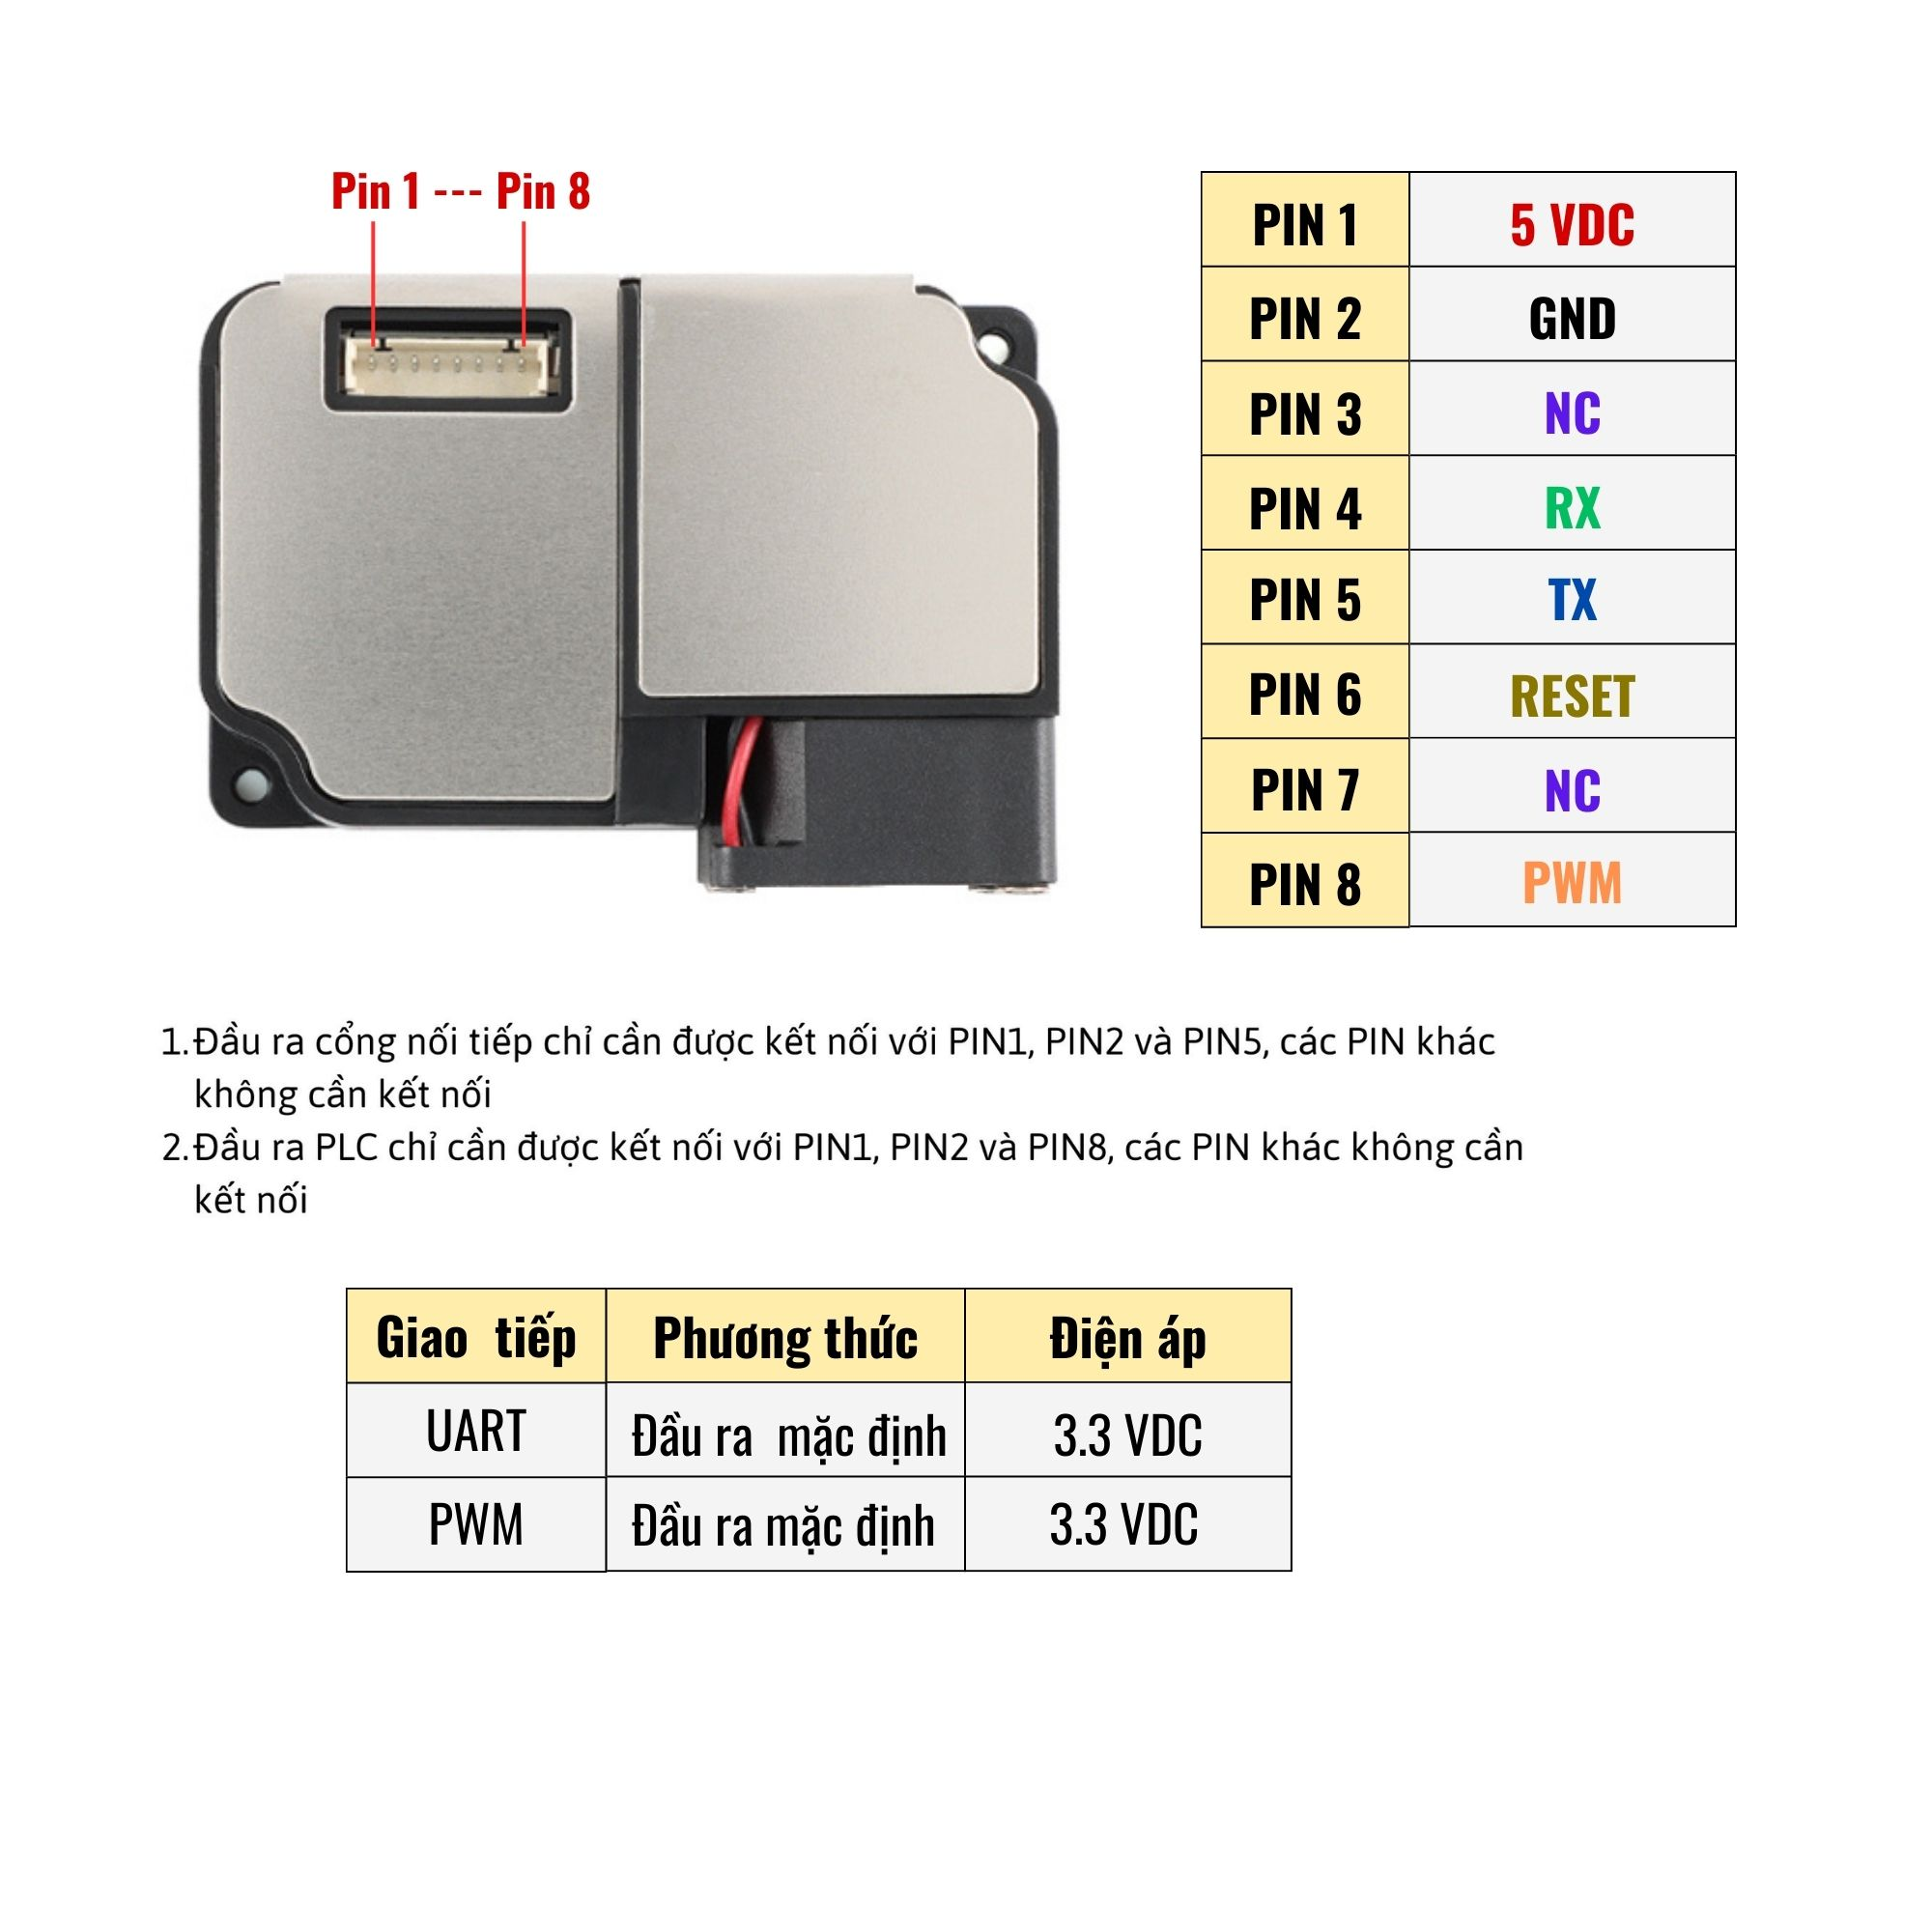 Pin 1 --- Pin 8
PIN 1 5 VDC
PIN 2 GND
PIN 3 NC
PIN 4 RX
PIN 5 TX
PIN 6 RESET
PIN 7 NC
PIN 8 PWM
1. Đầu ra cổng nối tiếp chỉ cần được kết nối với PIN1, PIN2 và PIN5, các PIN khác
không cần kết nối
2. Đầu ra PLC chỉ cần được kết nối với PIN1, PIN2 và PIN8, các PIN khác không cần
kết nối
Giao tiếp Phương thức Điện áp
UART Đầu ra mặc định 3.3 VDC
PWM Đầu ra mặc định 3.3 VDC